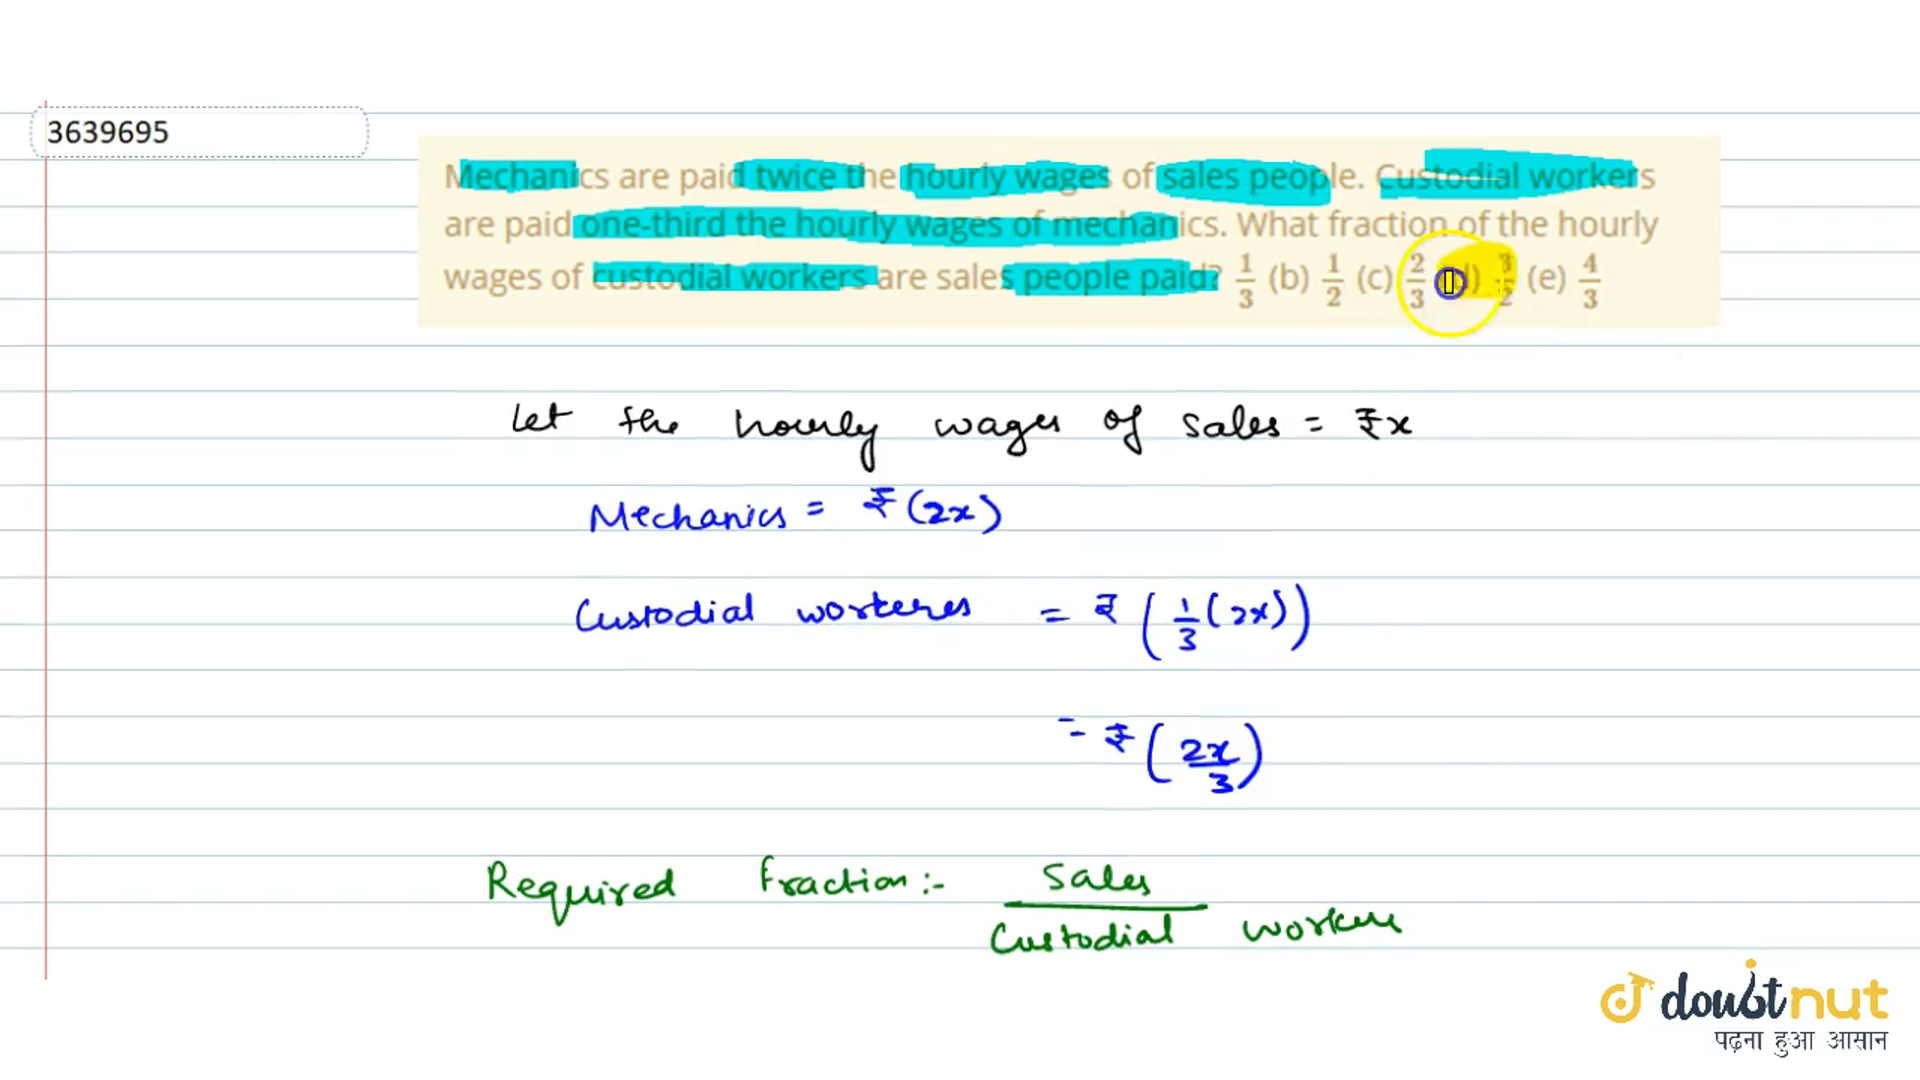 3639695
Mechanics are paid twice the hourly wages of sales people. Custodial workers
are paid one-third the hourly wages of mechanics. What fraction of the hourly
wages of custodial workers are sales people paid? 1/3 (b) 1/2 (c) 2/3 (d) 3/2 (e) 4/3
Let the hourly wages of sales = ₹x
Mechanics = ₹(2x)
Custodial workeres = ₹(1/3(2x))
= ₹(2x/3)
Required fraction:- Sales
Custodial workers
doubtnut
पढ़ना हुआ आसान